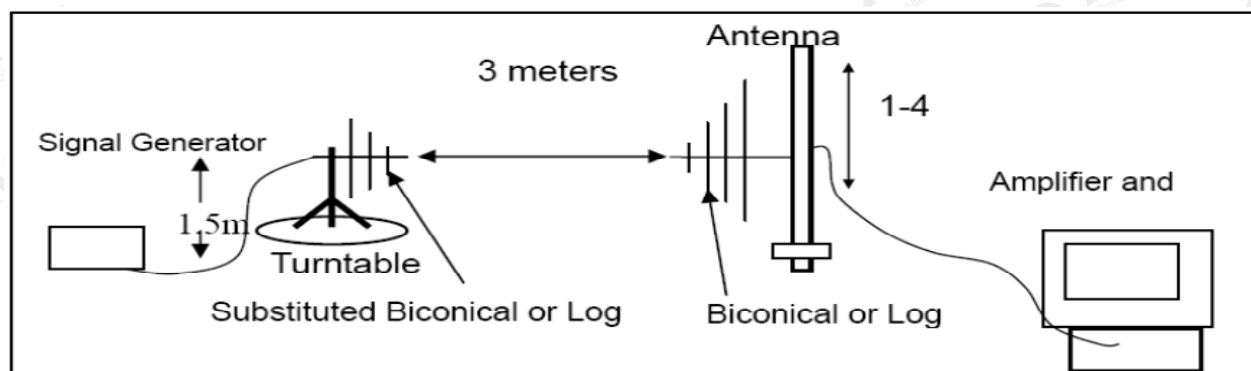 Antenna
3 meters
1-4
Signal Generator
1.5m
Amplifier and
Turntable
Substituted Biconical or Log
Biconical or Log